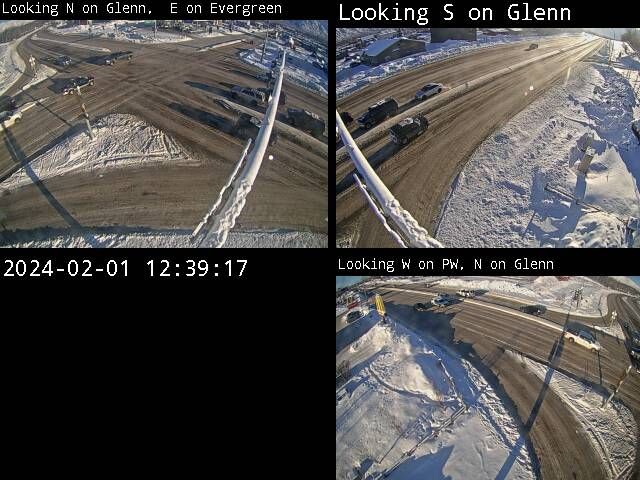 Looking N on Glenn,  E on Evergreen
Looking S on Glenn
2024-02-01 12:39:17
Looking W on PW, N on Glenn